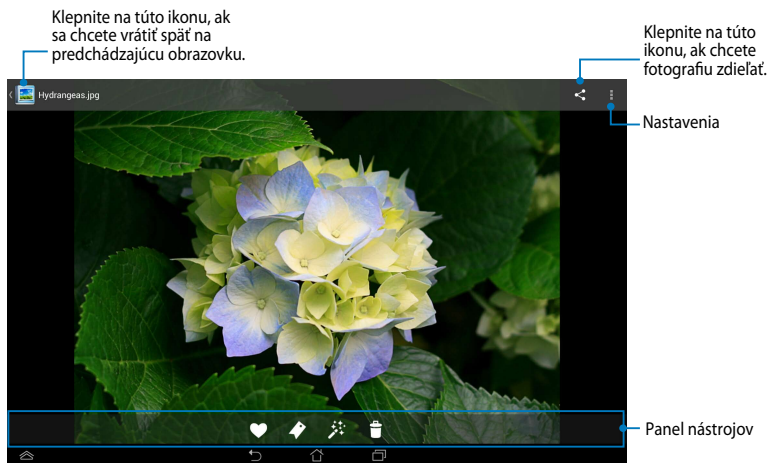 Klepnite na túto ikonu, ak
sa chcete vrátiť späť na
predchádzajúcu obrazovku.
Klepnite na túto
ikonu, ak chcete
fotografiu zdieľať.
Hydrangeas.jpg
Nastavenia
Panel nástrojov